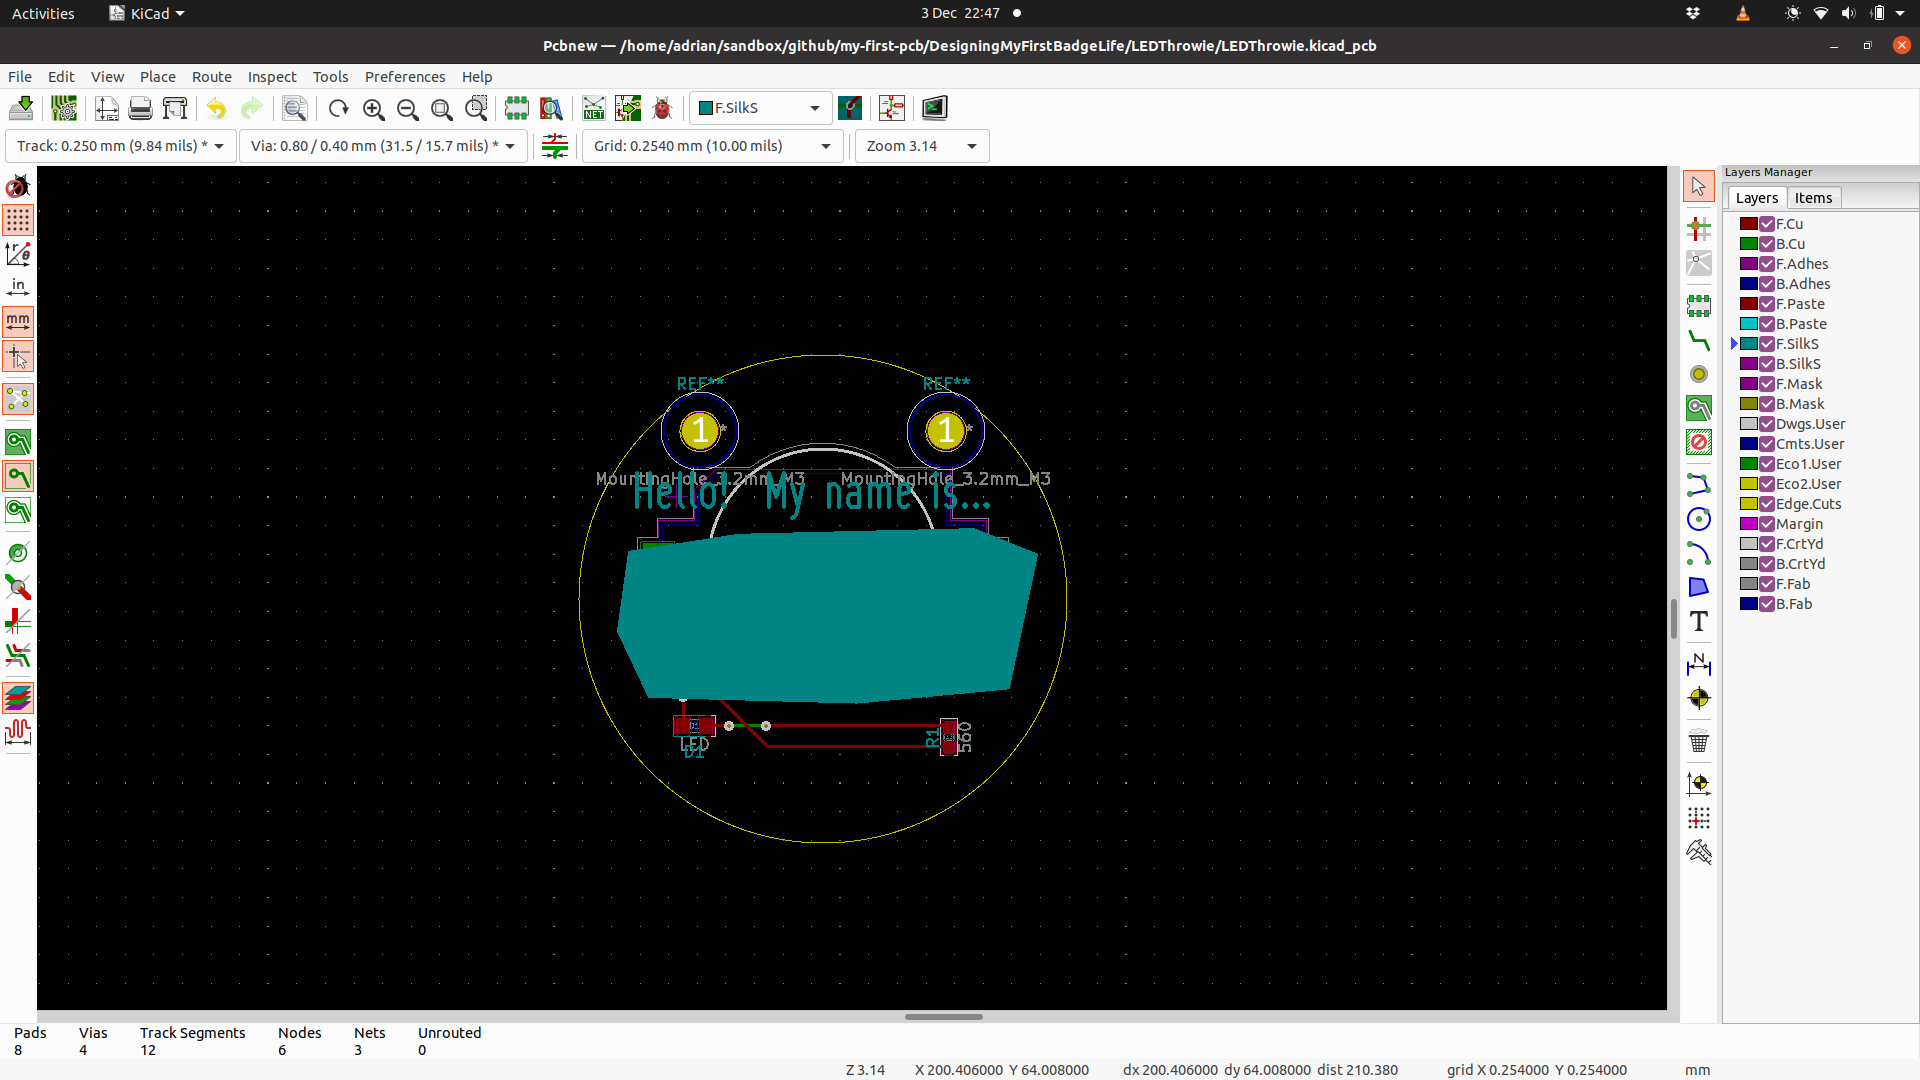 Activities
KiCad
3 Dec 22:47
Pcbnew — /home/adrian/sandbox/github/my-first-pcb/DesigningMyFirstBadgeLife/LEDThrowie/LEDThrowie.kicad_pcb
File Edit View Place Route Inspect Tools Preferences Help
NET
F.SilkS
Track: 0.250 mm (9.84 mils) *
Via: 0.80 / 0.40 mm (31.5 / 15.7 mils) *
Grid: 0.2540 mm (10.00 mils)
Zoom 3.14
in
mm
REF**
REF**
1
*
1
*
MountingHole_3.2mm_M3
MountingHole_3.2mm_M3
Hello! My name is...
LED
D1
R1
560
Layers Manager
Layers Items
F.Cu
B.Cu
F.Adhes
B.Adhes
F.Paste
B.Paste
F.SilkS
B.SilkS
F.Mask
B.Mask
Dwgs.User
Cmts.User
Eco1.User
Eco2.User
Edge.Cuts
Margin
F.CrtYd
B.CrtYd
F.Fab
B.Fab
T
N
Pads Vias Track Segments Nodes Nets Unrouted
8 4 12 6 3 0
Z 3.14 X 200.406000 Y 64.008000 dx 200.406000 dy 64.008000 dist 210.380 grid X 0.254000 Y 0.254000 mm